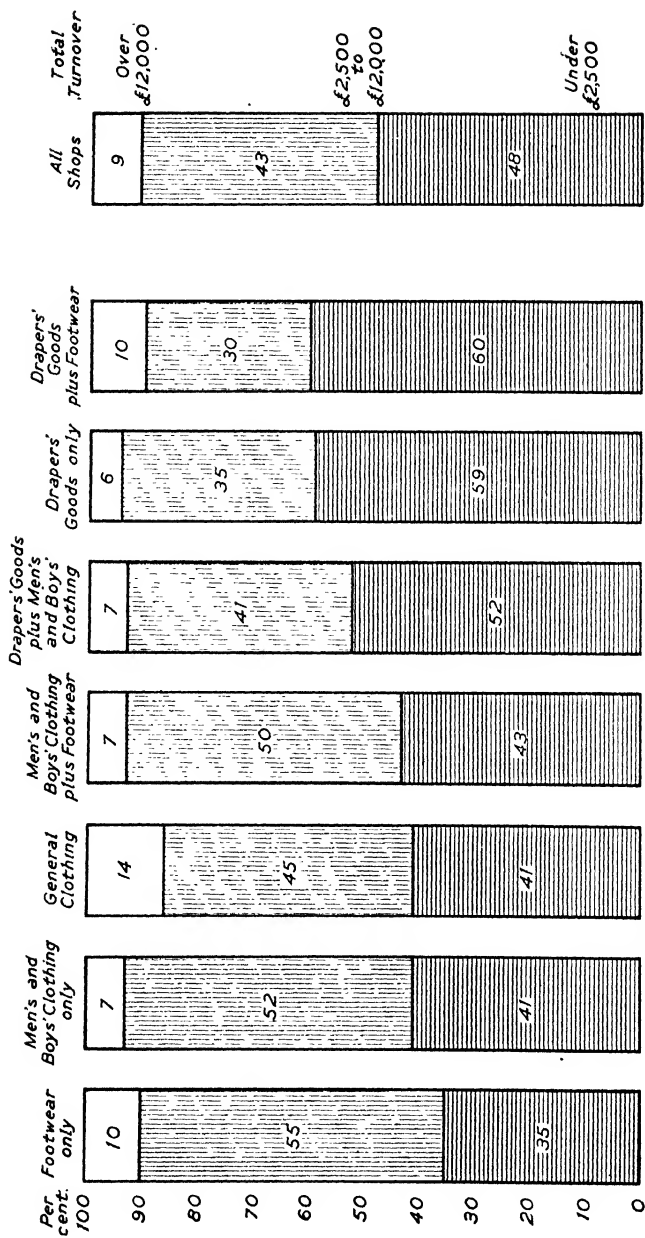 Per
cent.
100
90
80
70
60
50
40
30
20
10
0
Footwear
only
10
55
35
Men's and
Boys' Clothing
only
7
52
41
General
Clothing
14
45
41
Men's and
Boys' Clothing
plus Footwear
7
50
43
Drapers' Goods
plus Men's
and Boys'
Clothing
7
41
52
Drapers'
Goods only
6
35
59
Drapers'
Goods
plus Footwear
10
30
60
All
Shops
9
43
48
Total
Turnover
Over
£12,000
£2,500
to
£12,000
Under
£2,500